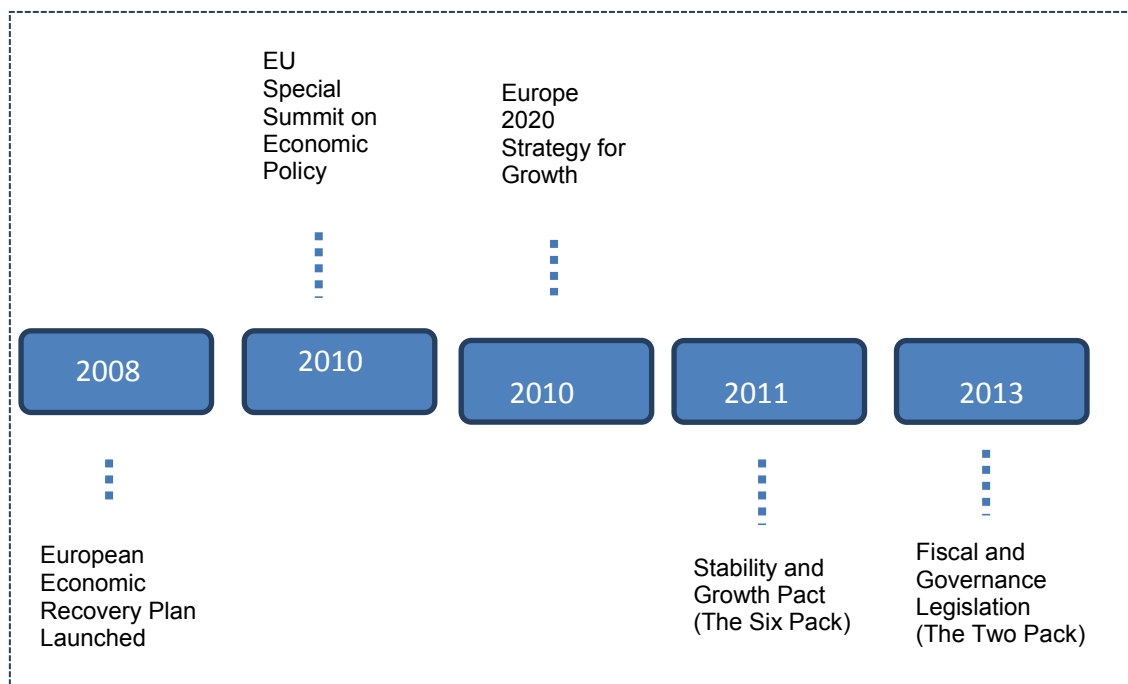 EU
Special
Summit on
Economic
Policy
Europe
2020
Strategy for
Growth
2008
2010
2010
2011
2013
European
Economic
Recovery Plan
Launched
Stability and
Growth Pact
(The Six Pack)
Fiscal and
Governance
Legislation
(The Two Pack)